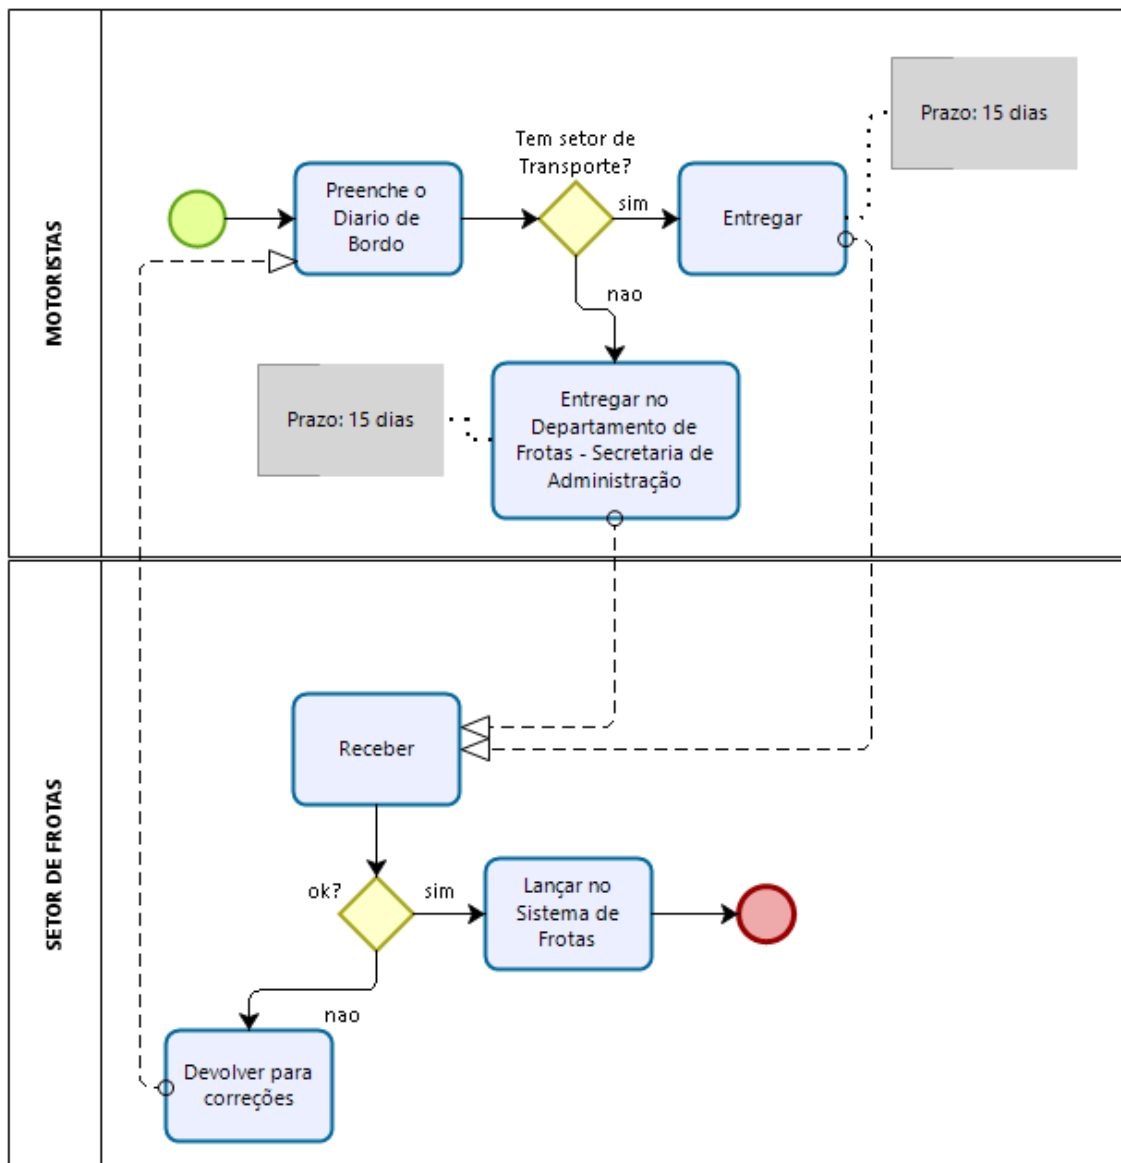 MOTORISTAS
Prazo: 15 dias
Tem setor de
Transporte?
Preenche o
Diario de
Bordo
sim
Entregar
nao
Prazo: 15 dias
Entregar no
Departamento de
Frotas - Secretaria de
Administração
SETOR DE FROTAS
Receber
ok?
sim
Lançar no
Sistema de
Frotas
nao
Devolver para
correções